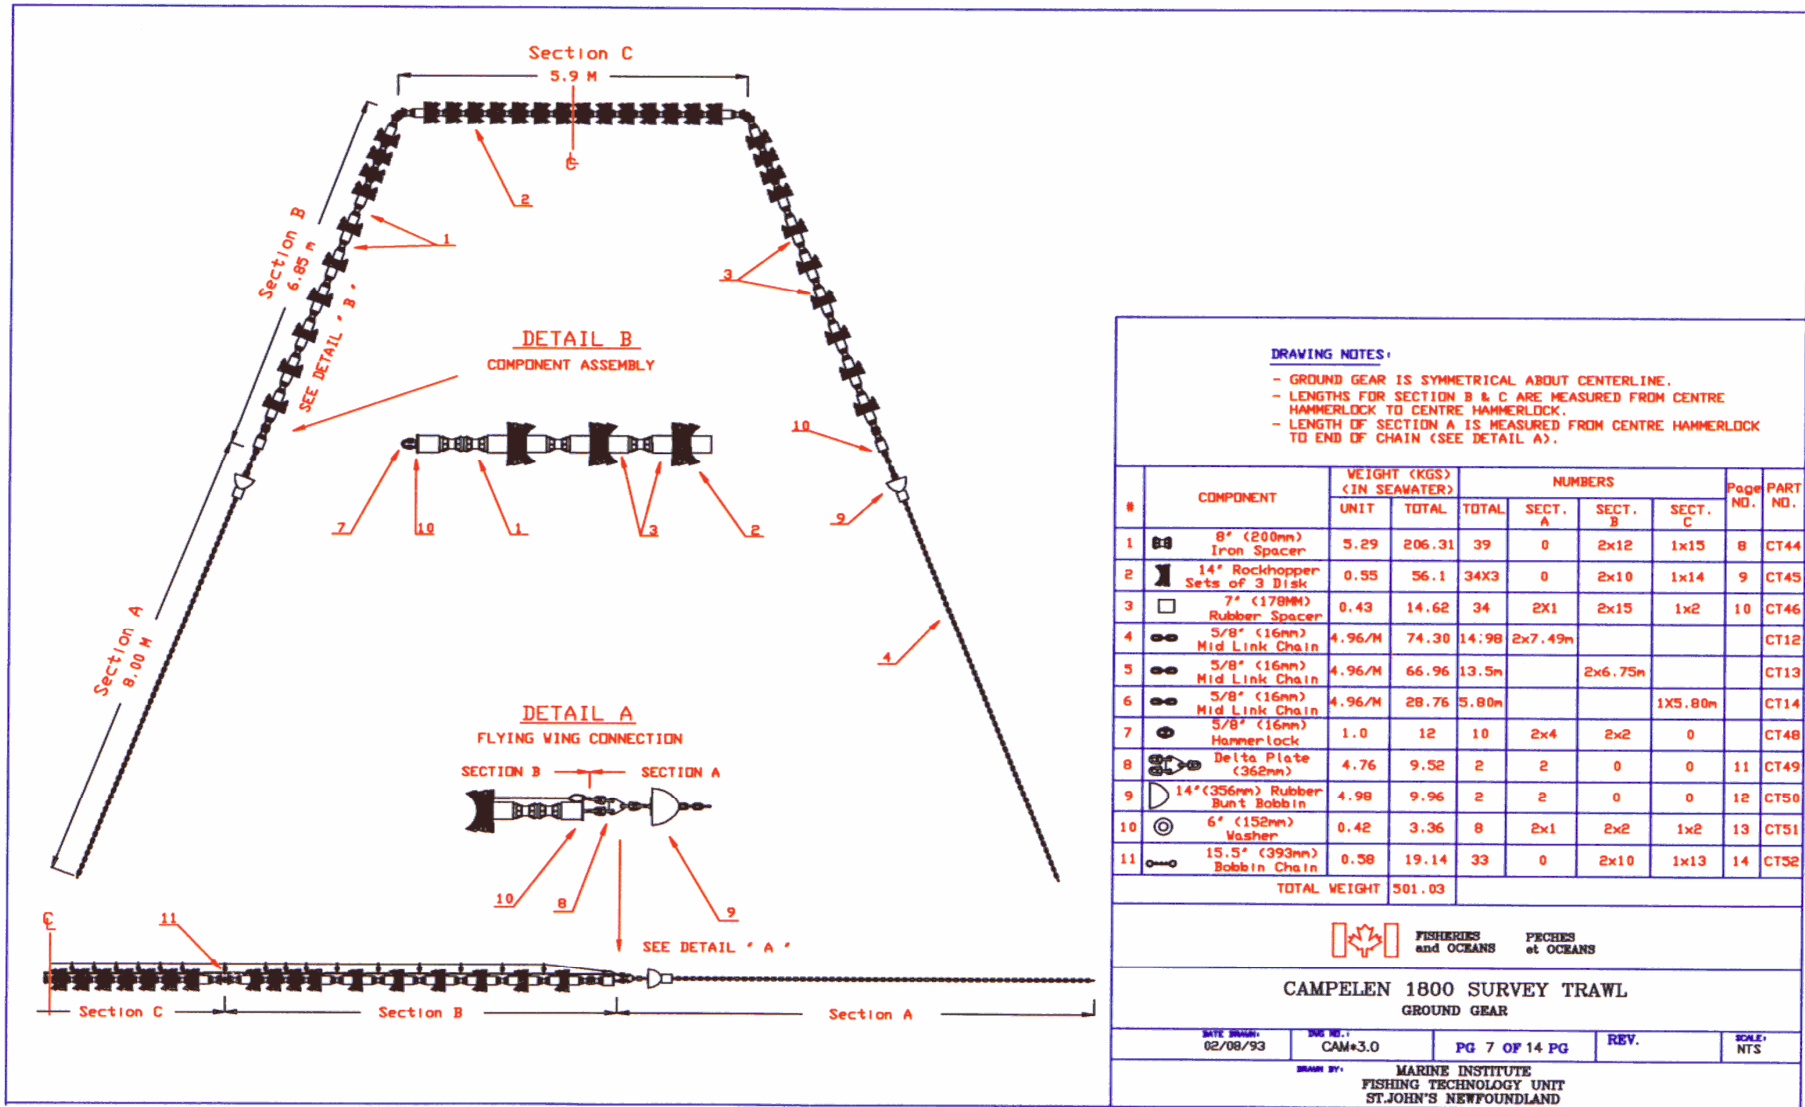 Section C
5.9 M
℄
2
Section B
6.85 m
1
SEE DETAIL " B "
3
DETAIL B
COMPONENT ASSEMBLY
10
7
10
1
3
2
9
Section A
8.00 M
4
DETAIL A
FLYING WING CONNECTION
SECTION B
SECTION A
10
8
9
SEE DETAIL " A "
℄
11
Section C
Section B
Section A
DRAWING NOTES:
- GROUND GEAR IS SYMMETRICAL ABOUT CENTERLINE.
- LENGTHS FOR SECTION B & C ARE MEASURED FROM CENTRE
HAMMERLOCK TO CENTRE HAMMERLOCK.
- LENGTH OF SECTION A IS MEASURED FROM CENTRE HAMMERLOCK
TO END OF CHAIN (SEE DETAIL A).
# COMPONENT WEIGHT (KGS) (IN SEAWATER) NUMBERS Page NO. PART NO.
UNIT TOTAL TOTAL SECT. A SECT. B SECT. C
1 8" (200mm) Iron Spacer 5.29 206.31 39 0 2x12 1x15 8 CT44
2 14" Rockhopper Sets of 3 Disk 0.55 56.1 34X3 0 2x10 1x14 9 CT45
3 7" (178MM) Rubber Spacer 0.43 14.62 34 2X1 2x15 1x2 10 CT46
4 5/8" (16mm) Mid Link Chain 4.96/M 74.30 14.98 2x7.49m CT12
5 5/8" (16mm) Mid Link Chain 4.96/M 66.96 13.5m 2x6.75m CT13
6 5/8" (16mm) Mid Link Chain 4.96/M 28.76 5.80m 1X5.80m CT14
7 5/8" (16mm) Hammerlock 1.0 12 10 2x4 2x2 0 CT48
8 Delta Plate (362mm) 4.76 9.52 2 2 0 0 11 CT49
9 14"(356mm) Rubber Bunt Bobbin 4.98 9.96 2 2 0 0 12 CT50
10 6" (152mm) Washer 0.42 3.36 8 2x1 2x2 1x2 13 CT51
11 15.5" (393mm) Bobbin Chain 0.58 19.14 33 0 2x10 1x13 14 CT52
TOTAL WEIGHT 501.03
FISHERIES PECHES
and OCEANS et OCEANS
CAMPELEN 1800 SURVEY TRAWL
GROUND GEAR
DATE DRAWN: 02/08/93
DWG NO.: CAM*3.0
PG 7 OF 14 PG
REV.
SCALE: NTS
DRAWN BY: MARINE INSTITUTE
FISHING TECHNOLOGY UNIT
ST.JOHN'S NEWFOUNDLAND